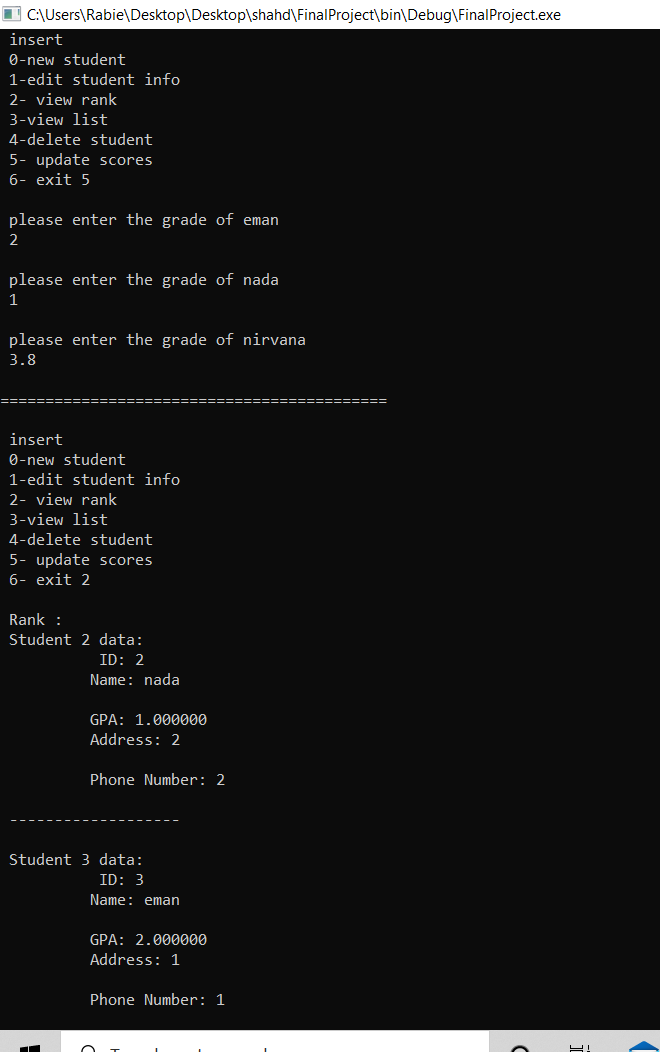 C:\Users\Rabie\Desktop\Desktop\shahd\FinalProject\bin\Debug\FinalProject.exe
insert
0-new student
1-edit student info
2- view rank
3-view list
4-delete student
5- update scores
6- exit 5
please enter the grade of eman
2
please enter the grade of nada
1
please enter the grade of nirvana
3.8
===========================================
insert
0-new student
1-edit student info
2- view rank
3-view list
4-delete student
5- update scores
6- exit 2
Rank :
Student 2 data:
ID: 2
Name: nada
GPA: 1.000000
Address: 2
Phone Number: 2
-------------------
Student 3 data:
ID: 3
Name: eman
GPA: 2.000000
Address: 1
Phone Number: 1